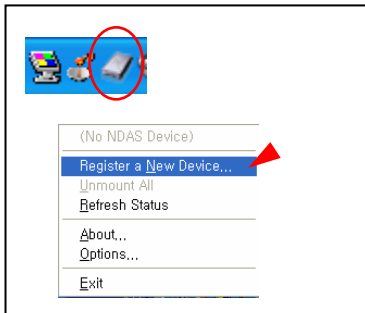 (No NDAS Device)
Register a New Device...
Unmount All
Refresh Status
About...
Options...
Exit